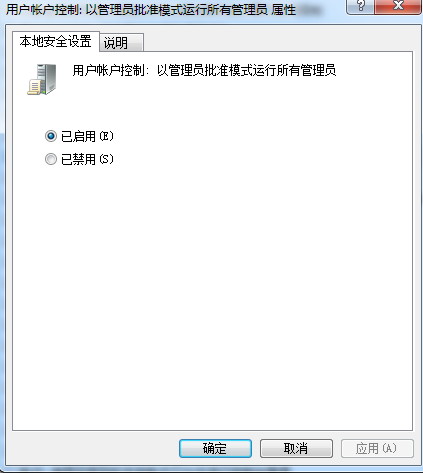 用户帐户控制: 以管理员批准模式运行所有管理员 属性
本地安全设置 说明
用户帐户控制: 以管理员批准模式运行所有管理员
已启用(E)
已禁用(S)
确定 取消 应用(A)